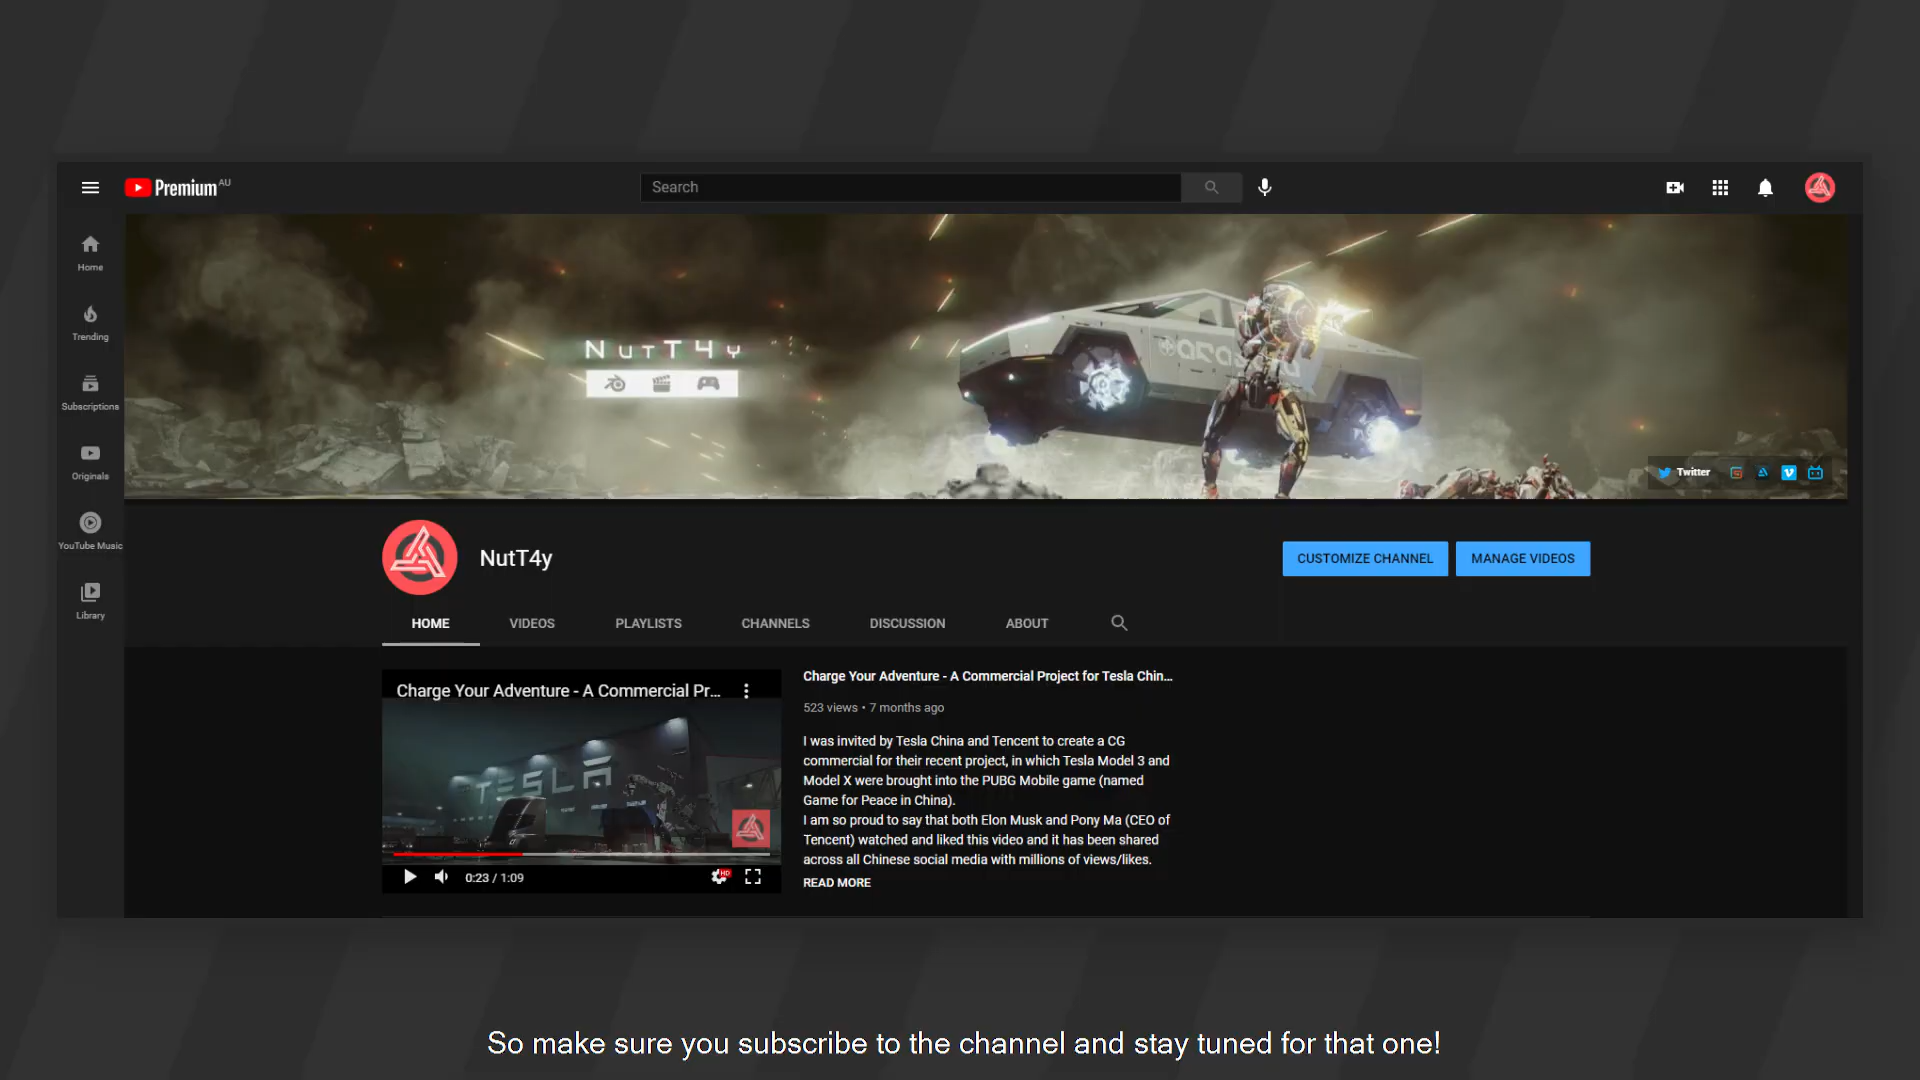 Premium AU
Search
Home
Trending
Subscriptions
Originals
YouTube Music
Library
NutT4y
Twitter
NutT4y
CUSTOMIZE CHANNEL
MANAGE VIDEOS
HOME
VIDEOS
PLAYLISTS
CHANNELS
DISCUSSION
ABOUT
Charge Your Adventure - A Commercial Pr...
TESLA
0:23 / 1:09
HD
Charge Your Adventure - A Commercial Project for Tesla Chin...
523 views • 7 months ago
I was invited by Tesla China and Tencent to create a CG
commercial for their recent project, in which Tesla Model 3 and
Model X were brought into the PUBG Mobile game (named
Game for Peace in China).
I am so proud to say that both Elon Musk and Pony Ma (CEO of
Tencent) watched and liked this video and it has been shared
across all Chinese social media with millions of views/likes.
READ MORE
So make sure you subscribe to the channel and stay tuned for that one!